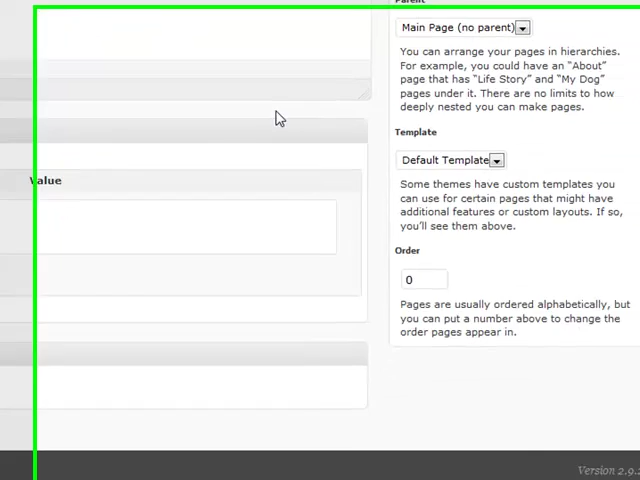 Parent
Main Page (no parent)
You can arrange your pages in hierarchies.
For example, you could have an “About”
page that has “Life Story” and “My Dog”
pages under it. There are no limits to how
deeply nested you can make pages.
Template
Default Template
Value
Some themes have custom templates you
can use for certain pages that might have
additional features or custom layouts. If so,
you’ll see them above.
Order
0
Pages are usually ordered alphabetically, but
you can put a number above to change the
order pages appear in.
Version 2.9.